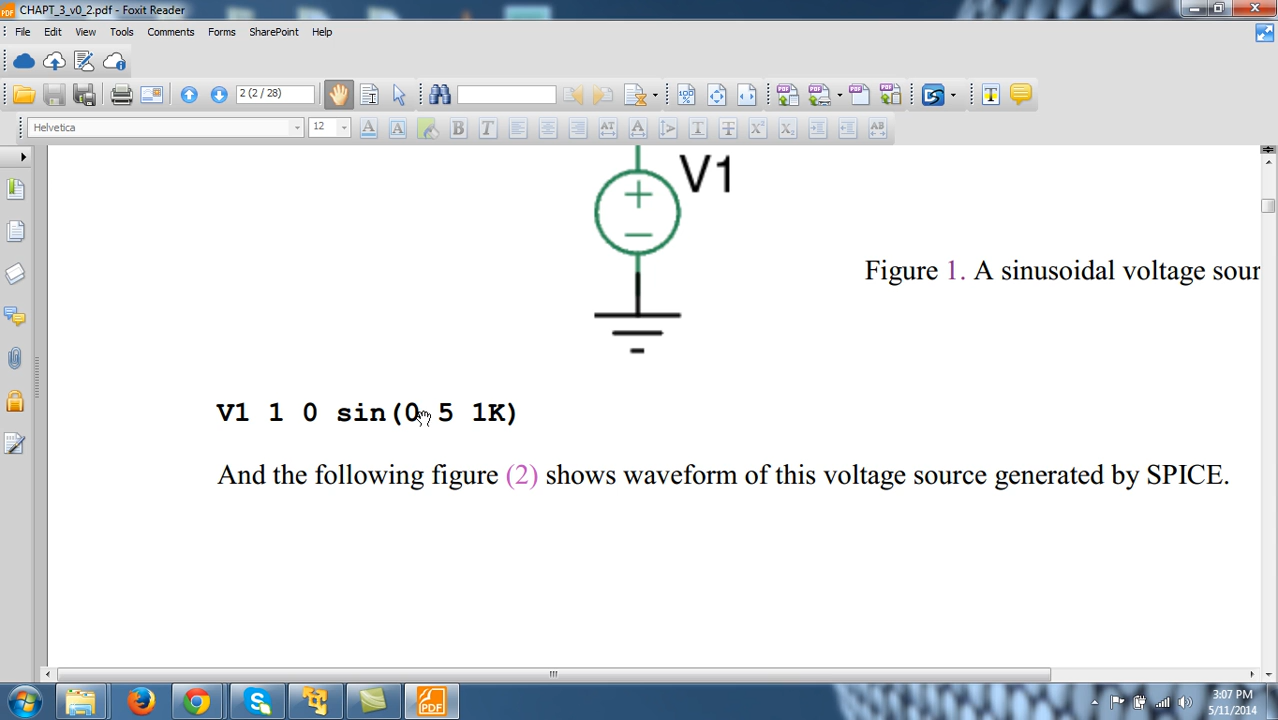 CHAPT_3_v0_2.pdf - Foxit Reader
File Edit View Tools Comments Forms SharePoint Help
2 (2 / 28)
Helvetica 12
V1
Figure 1. A sinusoidal voltage sour
V1 1 0 sin(0 5 1K)
And the following figure (2) shows waveform of this voltage source generated by SPICE.
3:07 PM
5/11/2014